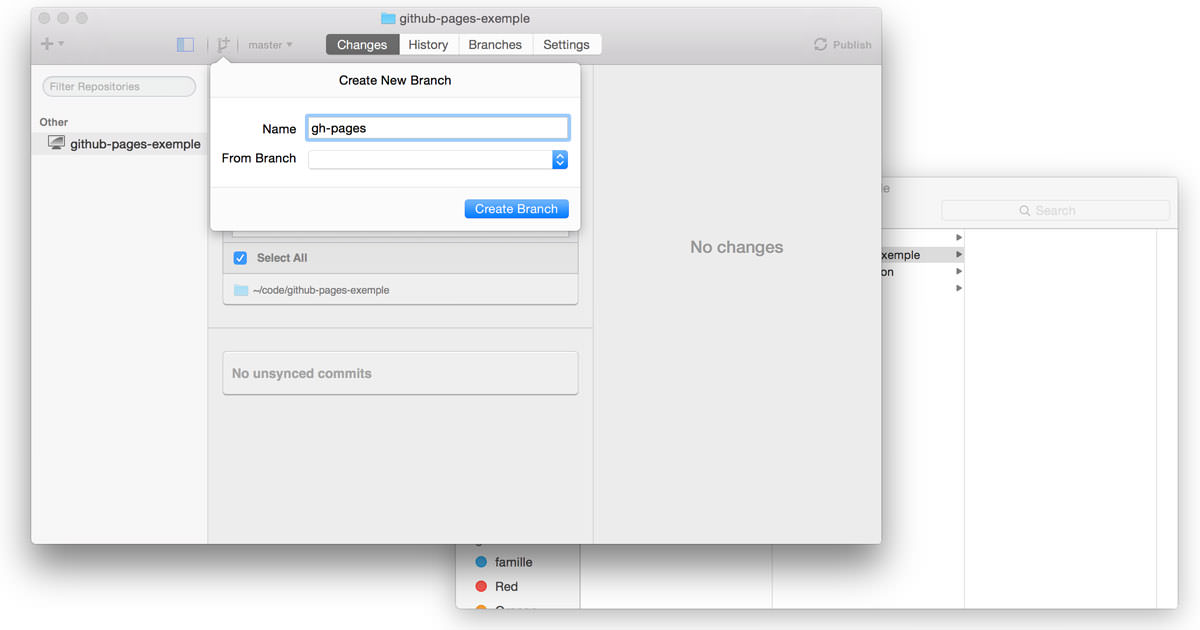 github-pages-exemple
master
Changes
History
Branches
Settings
Publish
Filter Repositories
Other
github-pages-exemple
Create New Branch
Name
gh-pages
From Branch
Create Branch
Select All
~/code/github-pages-exemple
No unsynced commits
No changes
le
Search
xemple
on
famille
Red